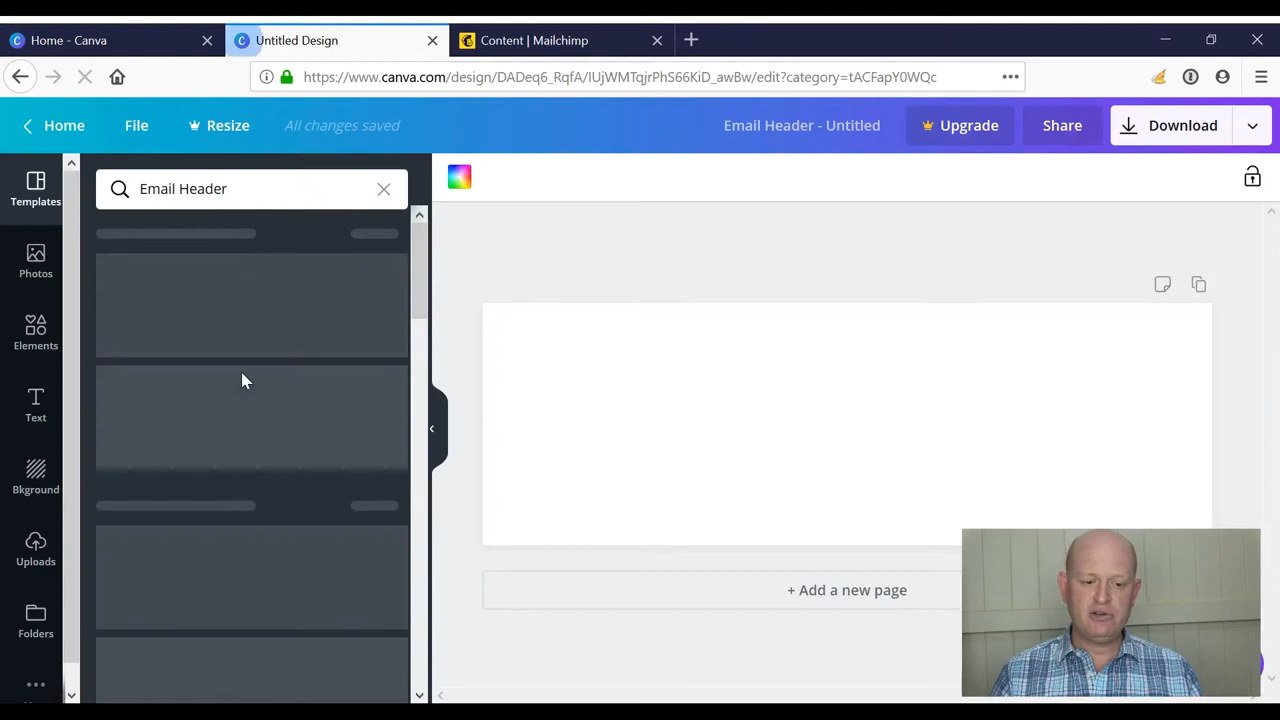 Home - Canva
Untitled Design
Content | Mailchimp
https://www.canva.com/design/DADeq6_RqfA/IUjWMTqjrPhS66KiD_awBw/edit?category=tACFapY0WQc
Home
File
Resize
All changes saved
Email Header - Untitled
Upgrade
Share
Download
Templates
Email Header
Photos
Elements
Text
Bkground
Uploads
Folders
+ Add a new page